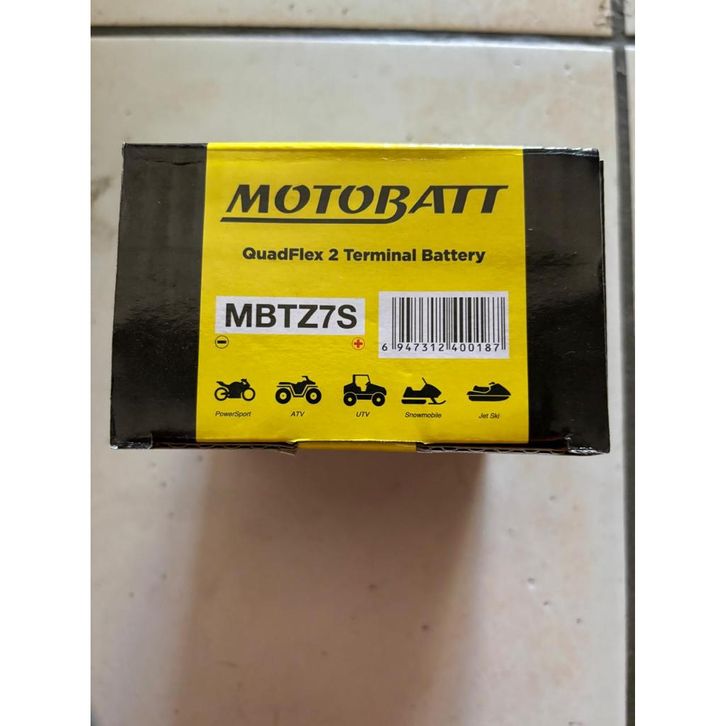 MOTOBATT
QuadFlex 2 Terminal Battery
MBTZ7S
6 947312 400187
PowerSport ATV UTV Snowmobile Jet Ski